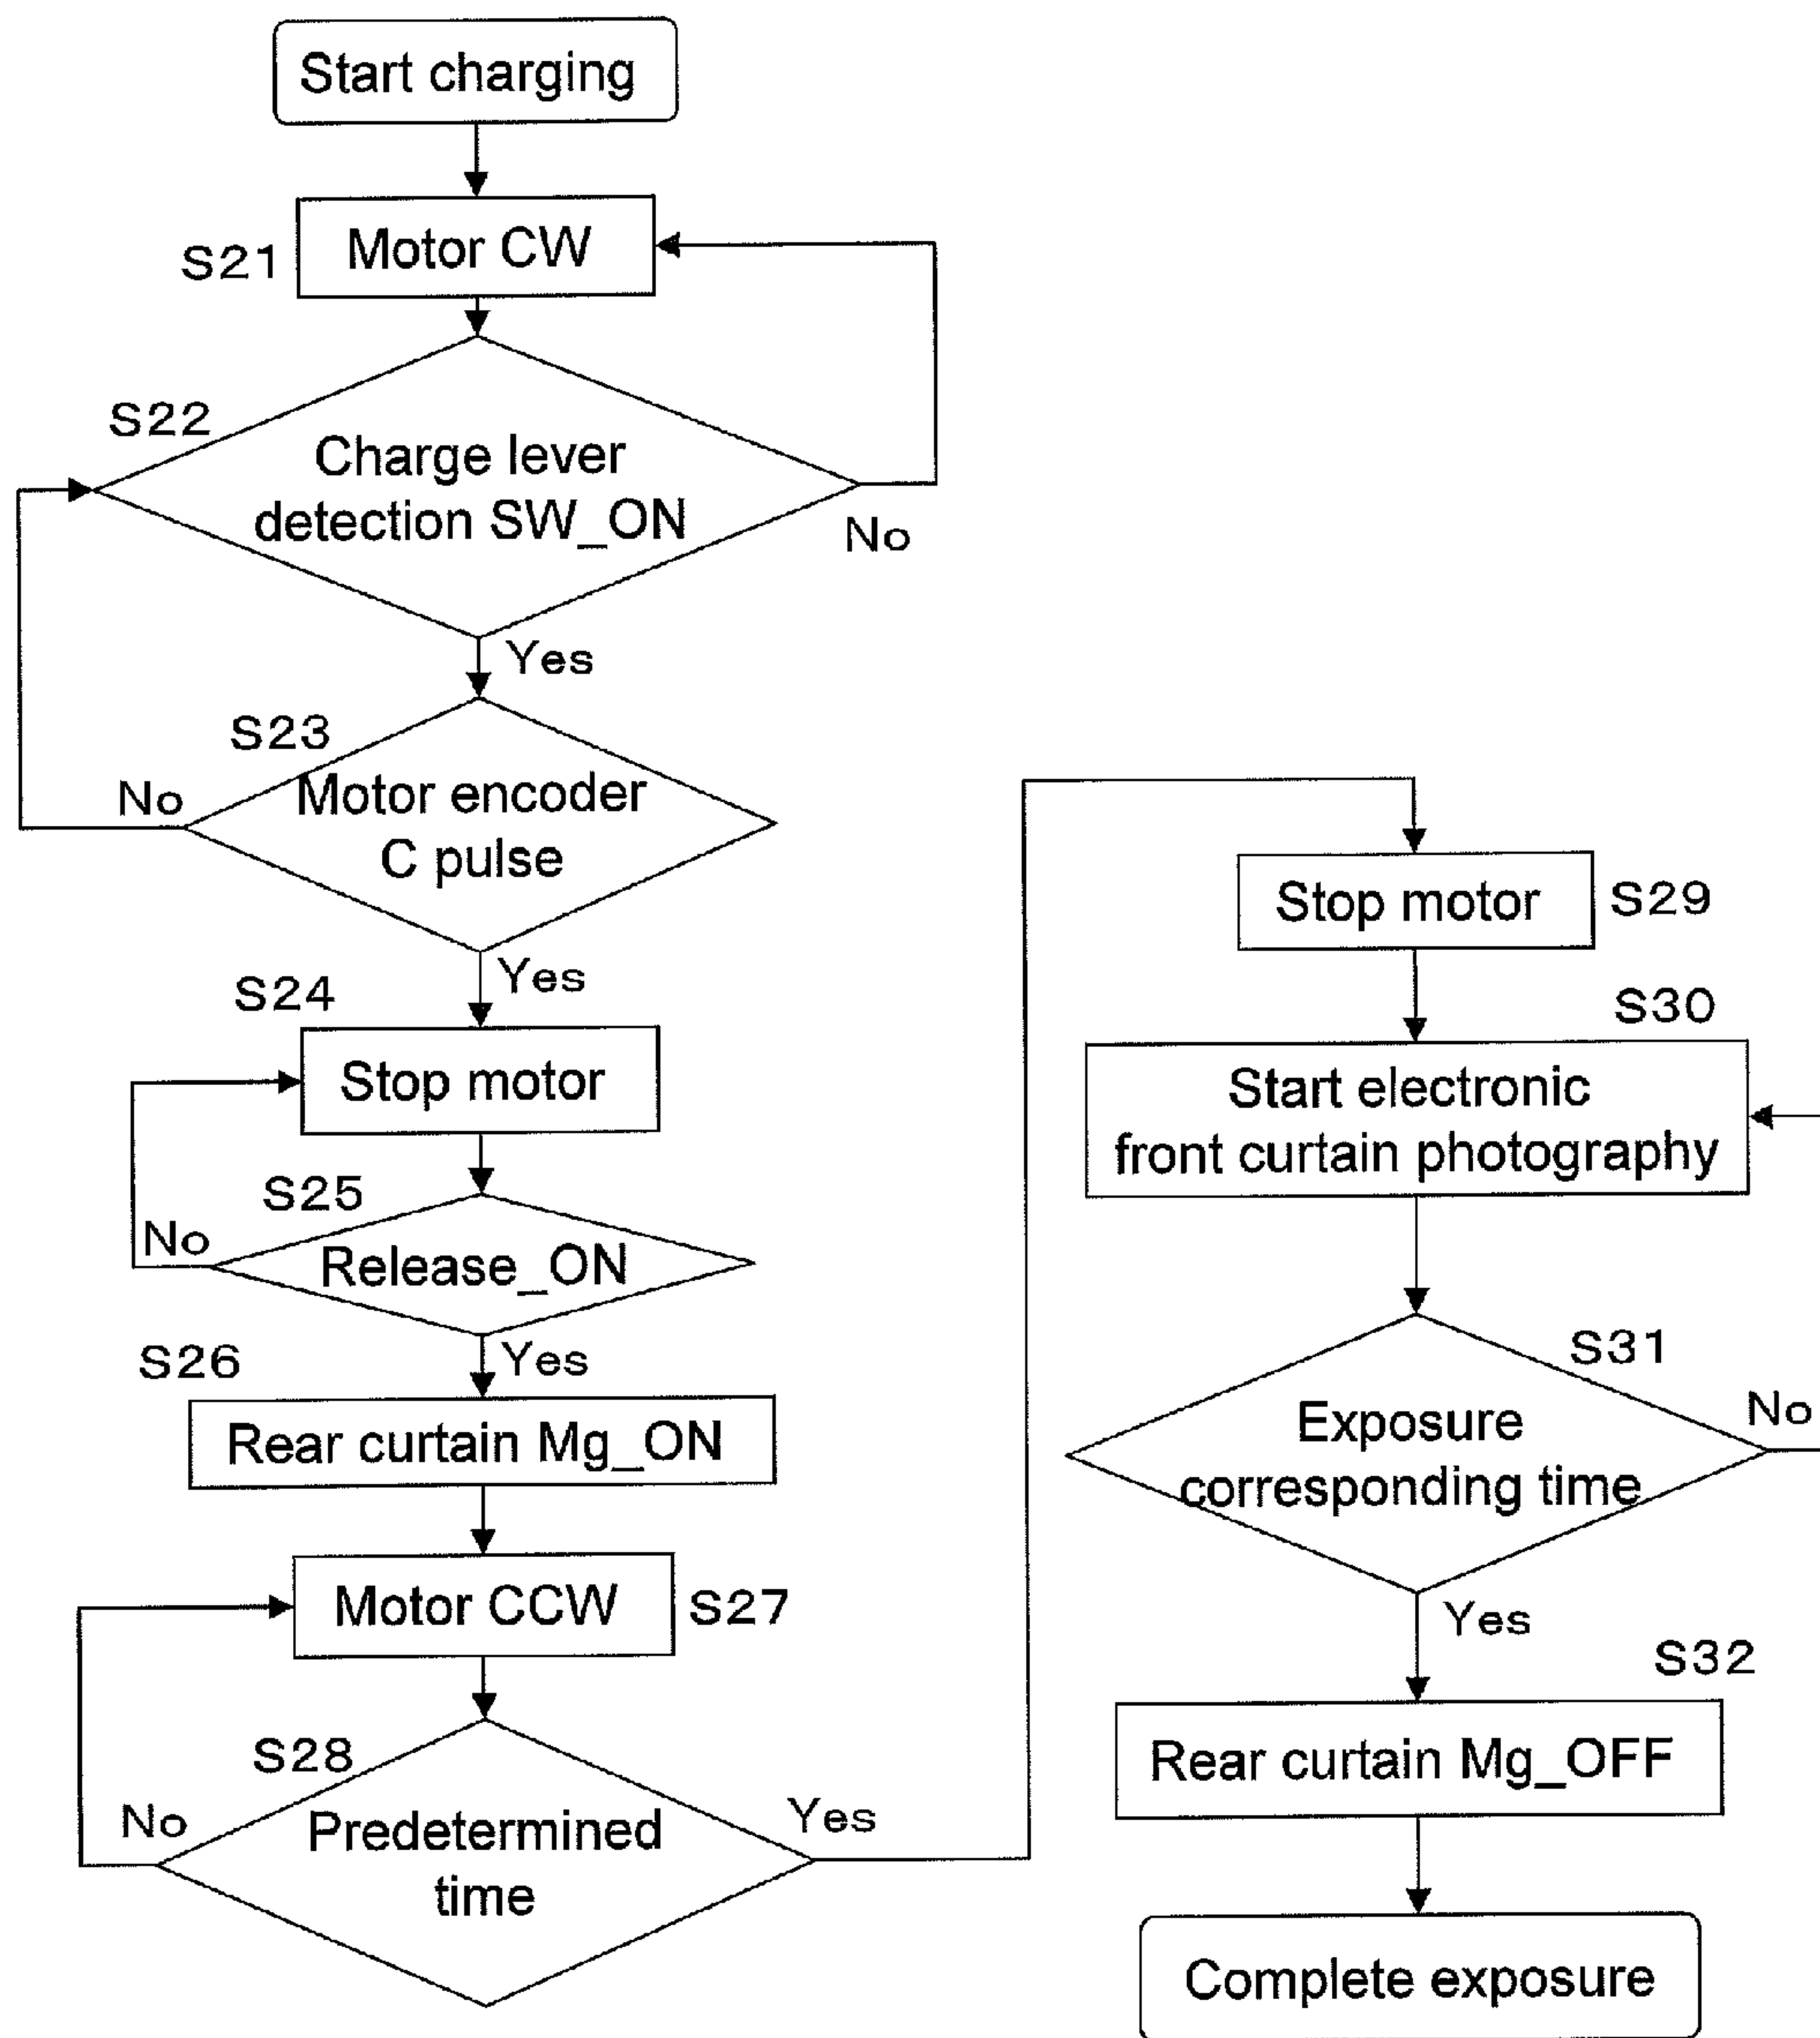 Start charging
S21
Motor CW
S22
Charge lever
detection SW_ON
No
Yes
S23
No
Motor encoder
C pulse
Yes
S24
Stop motor
S25
No
Release_ON
Yes
S26
Rear curtain Mg_ON
Motor CCW
S27
S28
No
Predetermined
time
Yes
Stop motor
S29
S30
Start electronic
front curtain photography
S31
Exposure
corresponding time
No
Yes
S32
Rear curtain Mg_OFF
Complete exposure